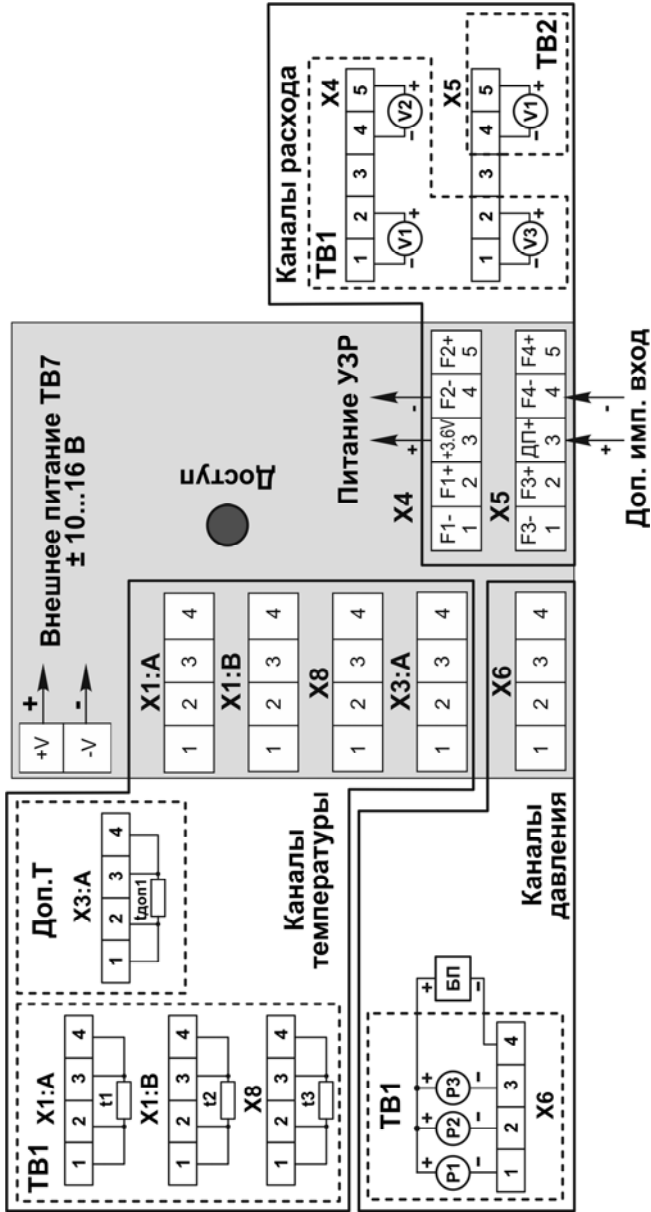 Доп.Т
X3:A
1 2 3 4
tдоп1
ТВ1
X1:A
1 2 3 4
t1
X1:B
1 2 3 4
t2
X8
1 2 3 4
t3
Каналы
температуры
ТВ1
P1 P2 P3
+ + + +
- - - -
БП
1 2 3 4
X6
Каналы
давления
+V
-V
+
-
Внешнее питание ТВ7
± 10...16 В
Доступ
X1:A
1 2 3 4
X1:B
1 2 3 4
X8
1 2 3 4
X3:A
1 2 3 4
X6
1 2 3 4
Питание УЗР
+ -
X4
F1- F1+ +3.6V F2- F2+
1 2 3 4 5
X5
F3- F3+ ДП+ F4- F4+
1 2 3 4 5
+ -
Доп. имп. вход
Каналы расхода
ТВ1
X4
1 2 3 4 5
- V1 +
- V2 +
X5
1 2 3 4 5
- V3 +
- V1 +
ТВ2